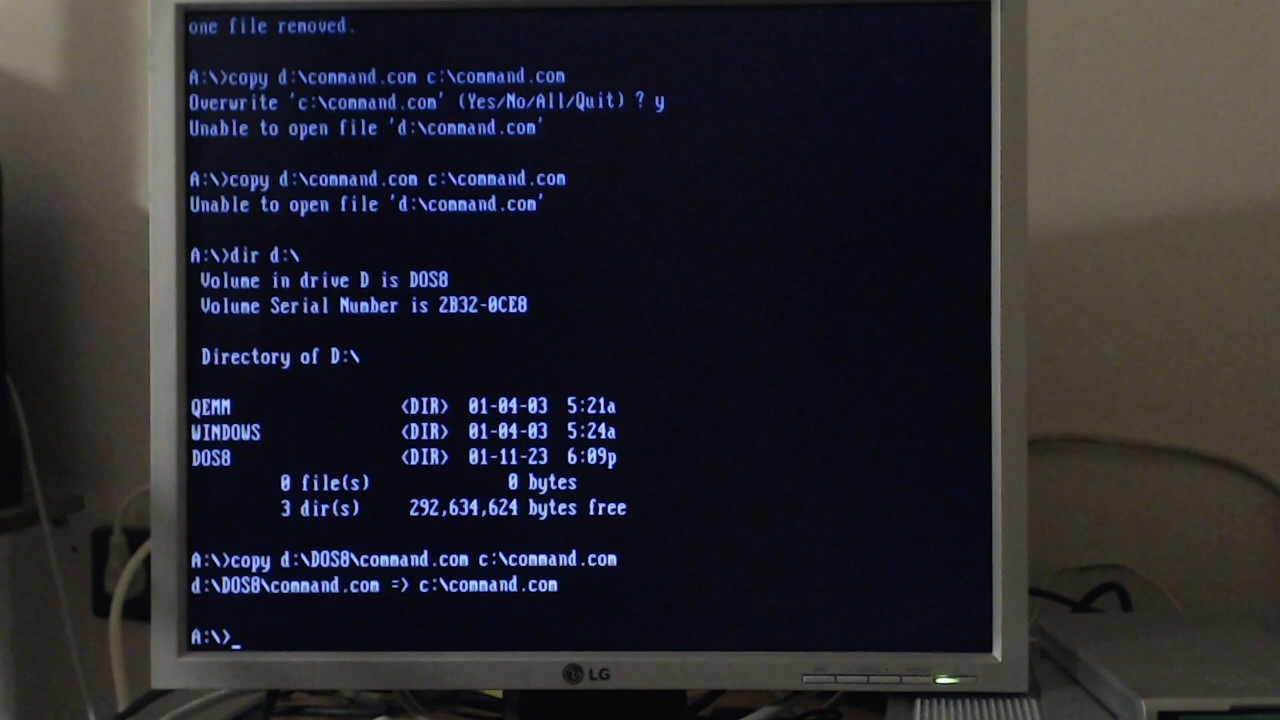 one file removed.
A:\>copy d:\command.com c:\command.com
Overwrite 'c:\command.com' (Yes/No/All/Quit) ? y
Unable to open file 'd:\command.com'
A:\>copy d:\command.com c:\command.com
Unable to open file 'd:\command.com'
A:\>dir d:\
Volume in drive D is DOS8
Volume Serial Number is 2B32-0CE8
Directory of D:\
QEMM <DIR> 01-04-03 5:21a
WINDOWS <DIR> 01-04-03 5:24a
DOS8 <DIR> 01-11-23 6:09p
0 file(s) 0 bytes
3 dir(s) 292,634,624 bytes free
A:\>copy d:\DOS8\command.com c:\command.com
d:\DOS8\command.com => c:\command.com
A:\>_
LG